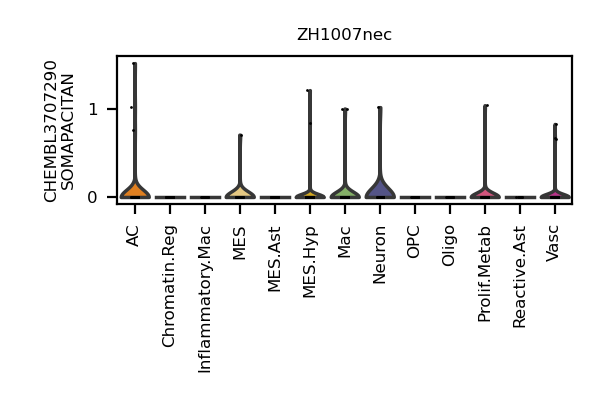 ZH1007nec
CHEMBL3707290
SOMAPACITAN
1
0
AC
Chromatin.Reg
Inflammatory.Mac
MES
MES.Ast
MES.Hyp
Mac
Neuron
OPC
Oligo
Prolif.Metab
Reactive.Ast
Vasc